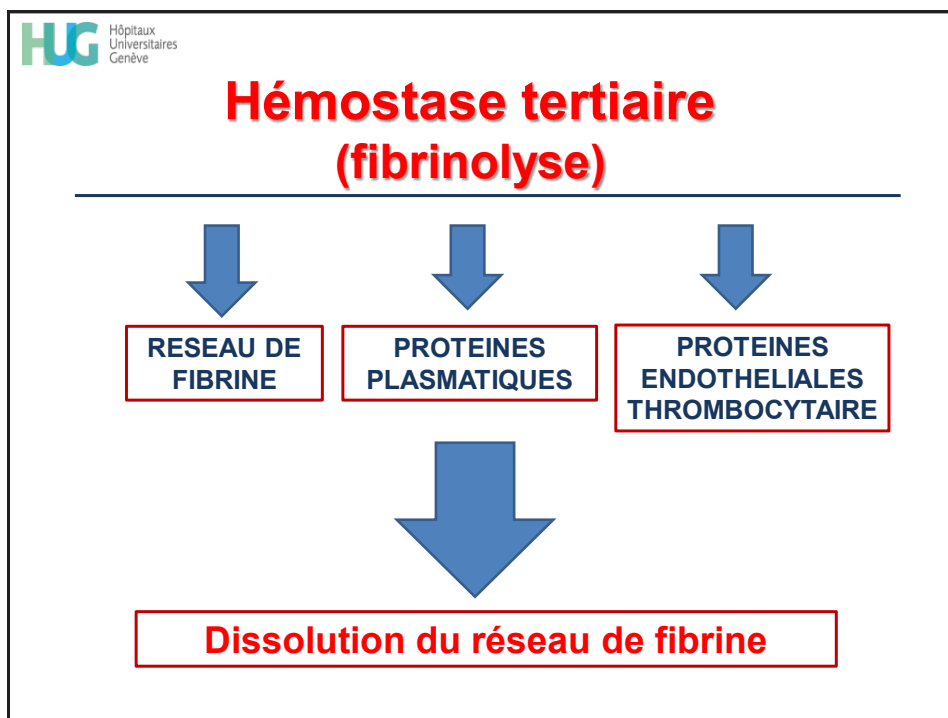 HUG
Hôpitaux
Universitaires
Genève
Hémostase tertiaire
(fibrinolyse)
RESEAU DE
FIBRINE
PROTEINES
PLASMATIQUES
PROTEINES
ENDOTHELIALES
THROMBOCYTAIRE
Dissolution du réseau de fibrine